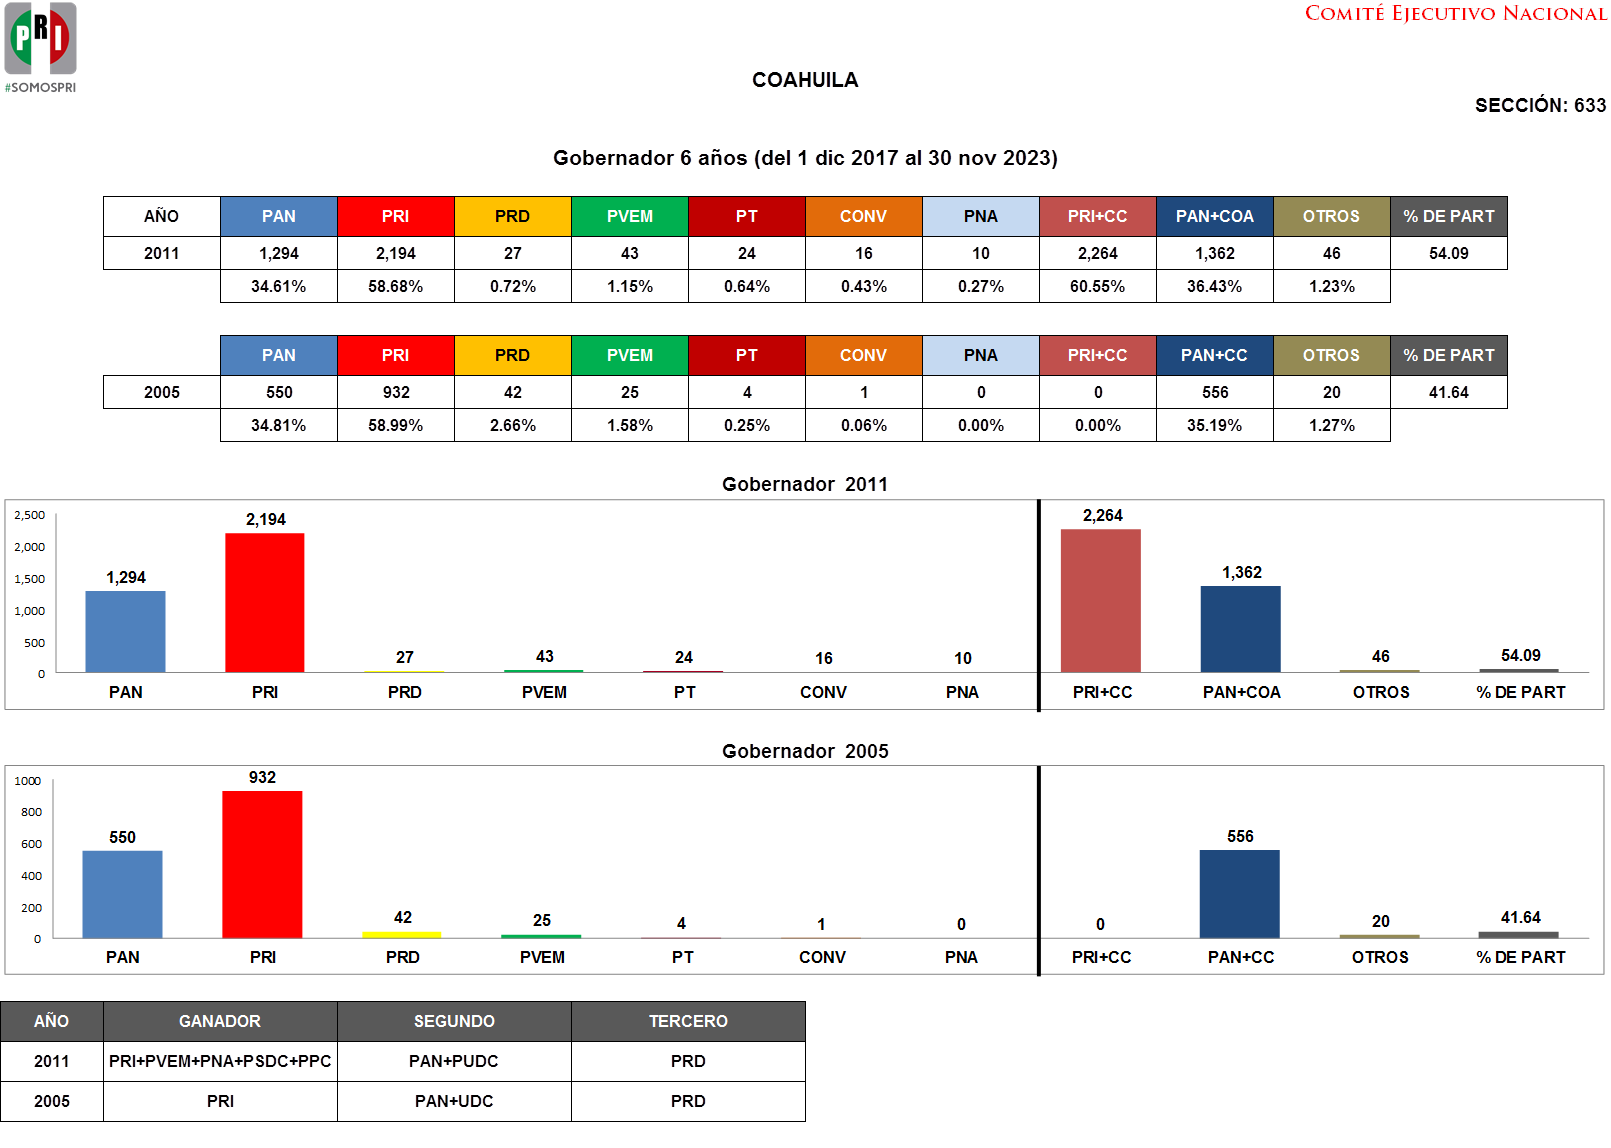 COMITÉ EJECUTIVO NACIONAL
PRI
#SOMOSPRI
COAHUILA
SECCIÓN: 633
Gobernador 6 años (del 1 dic 2017 al 30 nov 2023)
AÑO PAN PRI PRD PVEM PT CONV PNA PRI+CC PAN+COA OTROS % DE PART
2011 1,294 2,194 27 43 24 16 10 2,264 1,362 46 54.09
34.61% 58.68% 0.72% 1.15% 0.64% 0.43% 0.27% 60.55% 36.43% 1.23%
PAN PRI PRD PVEM PT CONV PNA PRI+CC PAN+CC OTROS % DE PART
2005 550 932 42 25 4 1 0 0 556 20 41.64
34.81% 58.99% 2.66% 1.58% 0.25% 0.06% 0.00% 0.00% 35.19% 1.27%
Gobernador 2011
2,500
2,000
1,500
1,000
500
0
1,294 2,194 27 43 24 16 10 2,264 1,362 46 54.09
PAN PRI PRD PVEM PT CONV PNA PRI+CC PAN+COA OTROS % DE PART
Gobernador 2005
1000
800
600
400
200
0
550 932 42 25 4 1 0 0 556 20 41.64
PAN PRI PRD PVEM PT CONV PNA PRI+CC PAN+CC OTROS % DE PART
AÑO GANADOR SEGUNDO TERCERO
2011 PRI+PVEM+PNA+PSDC+PPC PAN+PUDC PRD
2005 PRI PAN+UDC PRD